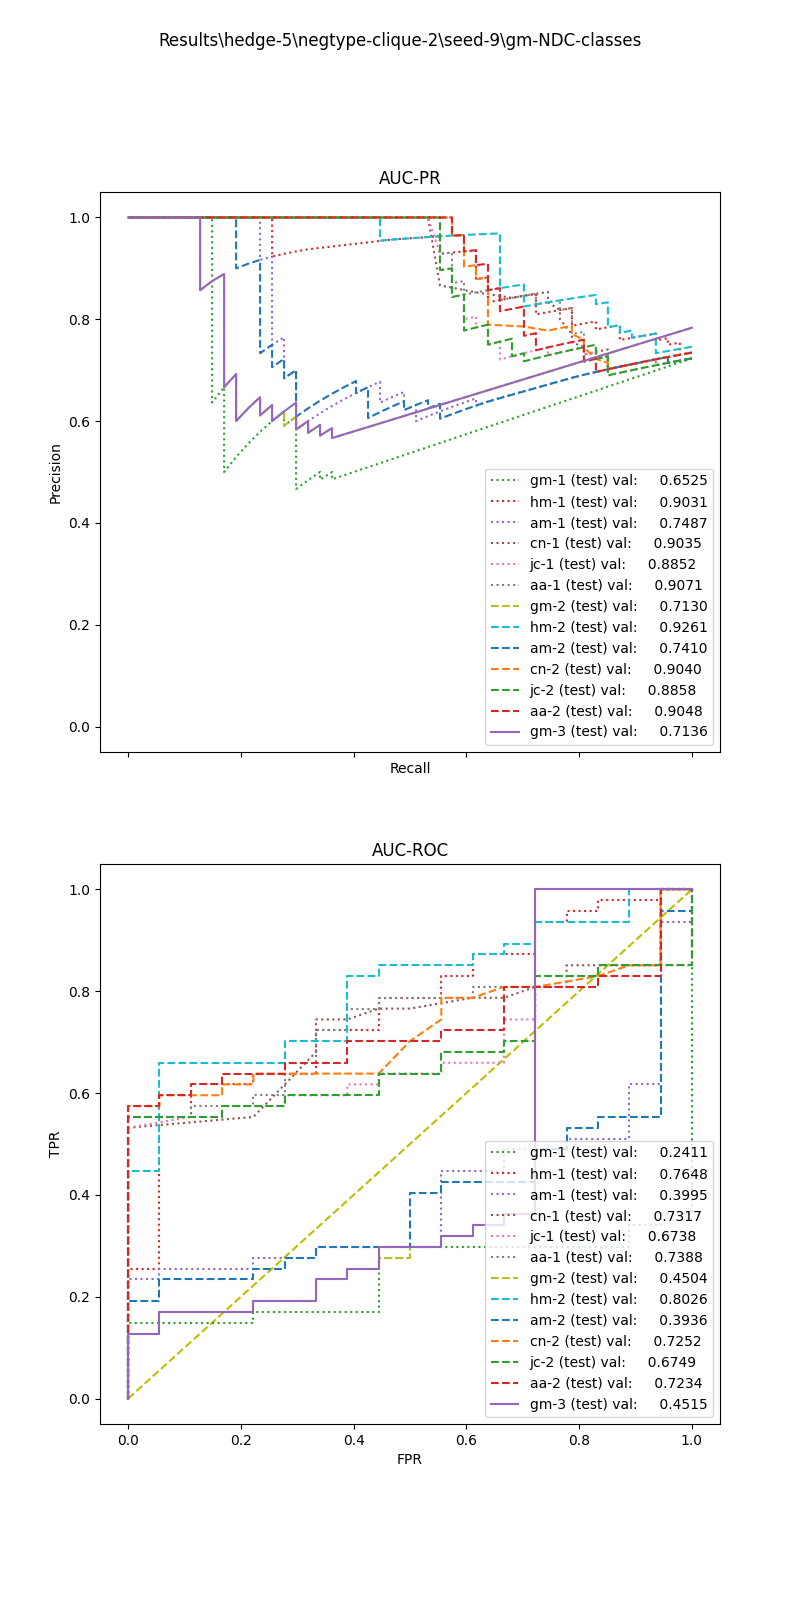 Results\hedge-5\negtype-clique-2\seed-9\gm-NDC-classes
AUC-PR
1.0
0.8
0.6
0.4
0.2
0.0
Precision
gm-1 (test) val: 0.6525
hm-1 (test) val: 0.9031
am-1 (test) val: 0.7487
cn-1 (test) val: 0.9035
jc-1 (test) val: 0.8852
aa-1 (test) val: 0.9071
gm-2 (test) val: 0.7130
hm-2 (test) val: 0.9261
am-2 (test) val: 0.7410
cn-2 (test) val: 0.9040
jc-2 (test) val: 0.8858
aa-2 (test) val: 0.9048
gm-3 (test) val: 0.7136
Recall
AUC-ROC
1.0
0.8
0.6
0.4
0.2
0.0
TPR
gm-1 (test) val: 0.2411
hm-1 (test) val: 0.7648
am-1 (test) val: 0.3995
cn-1 (test) val: 0.7317
jc-1 (test) val: 0.6738
aa-1 (test) val: 0.7388
gm-2 (test) val: 0.4504
hm-2 (test) val: 0.8026
am-2 (test) val: 0.3936
cn-2 (test) val: 0.7252
jc-2 (test) val: 0.6749
aa-2 (test) val: 0.7234
gm-3 (test) val: 0.4515
0.0 0.2 0.4 0.6 0.8 1.0
FPR